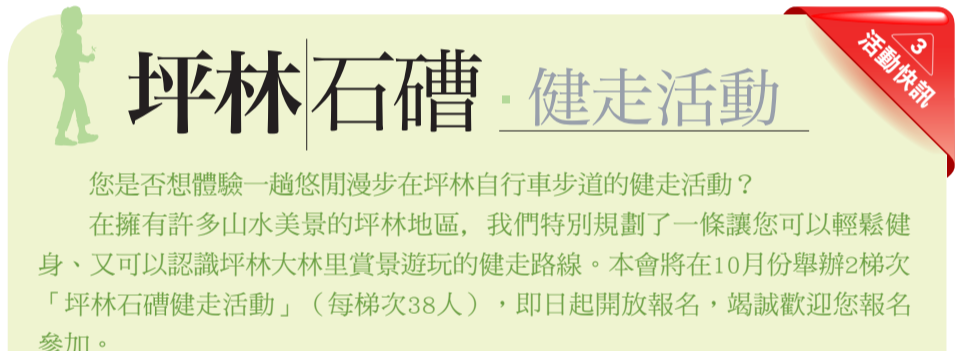 坪林石磄‧健走活動
3
活動快訊
您是否想體驗一趟悠閒漫步在坪林自行車步道的健走活動？
在擁有許多山水美景的坪林地區，我們特別規劃了一條讓您可以輕鬆健
身、又可以認識坪林大林里賞景遊玩的健走路線。本會將在10月份舉辦2梯次
「坪林石磄健走活動」（每梯次38人），即日起開放報名，竭誠歡迎您報名
參加。